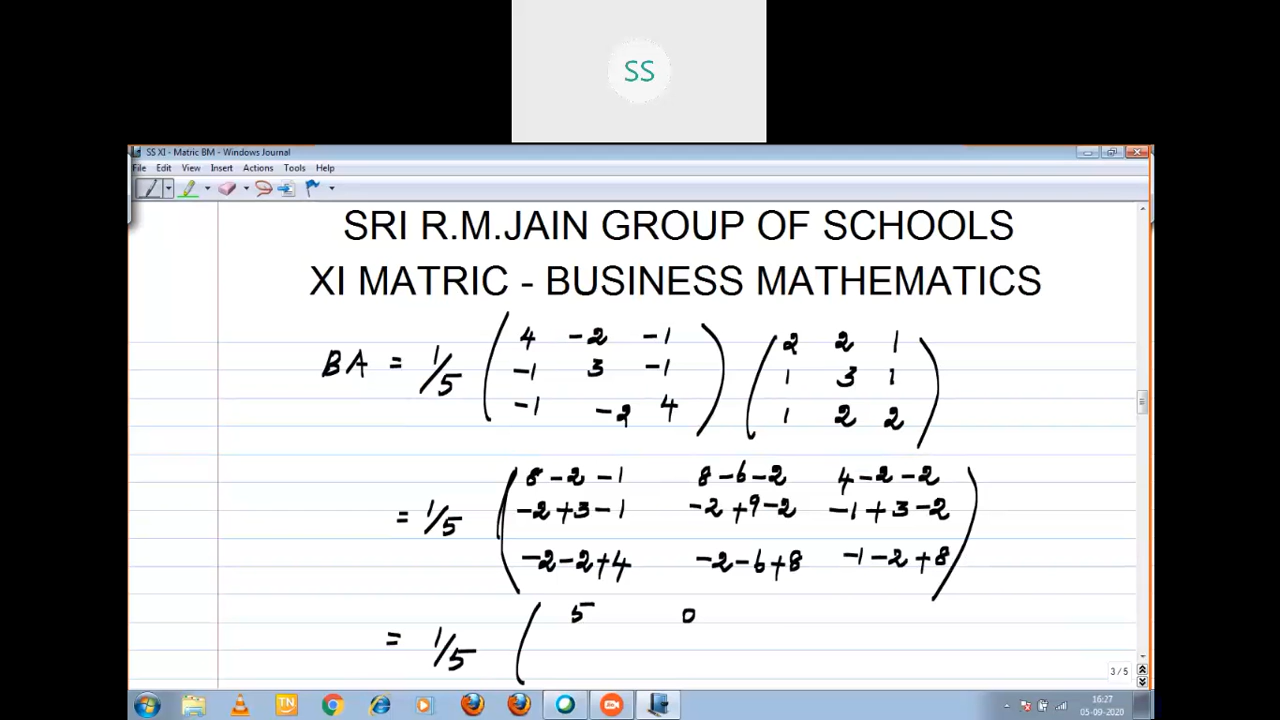 SS
SS XI - Matric BM - Windows Journal
File Edit View Insert Actions Tools Help
SRI R.M.JAIN GROUP OF SCHOOLS
XI MATRIC - BUSINESS MATHEMATICS
BA = 1/5 ( 4 -2 -1 ) ( 2 2 1 )
-1 3 -1 1 3 1
-1 -2 4 1 2 2
= 1/5 ( 8-2-1 8-6-2 4-2-2 )
-2+3-1 -2+9-2 -1+3-2
-2-2+4 -2-6+8 -1-2+8
= 1/5 ( 5 0
3 / 5
TN
16:27
05-09-2020